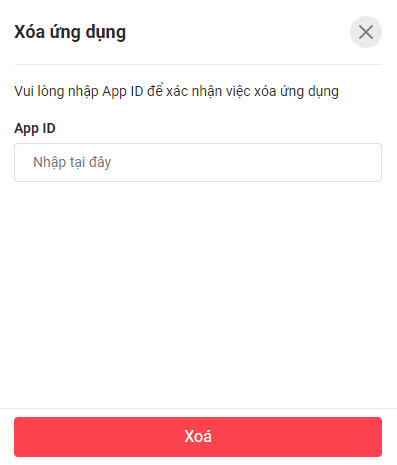 Xóa ứng dụng
Vui lòng nhập App ID để xác nhận việc xóa ứng dụng
App ID
Nhập tại đây
Xoá